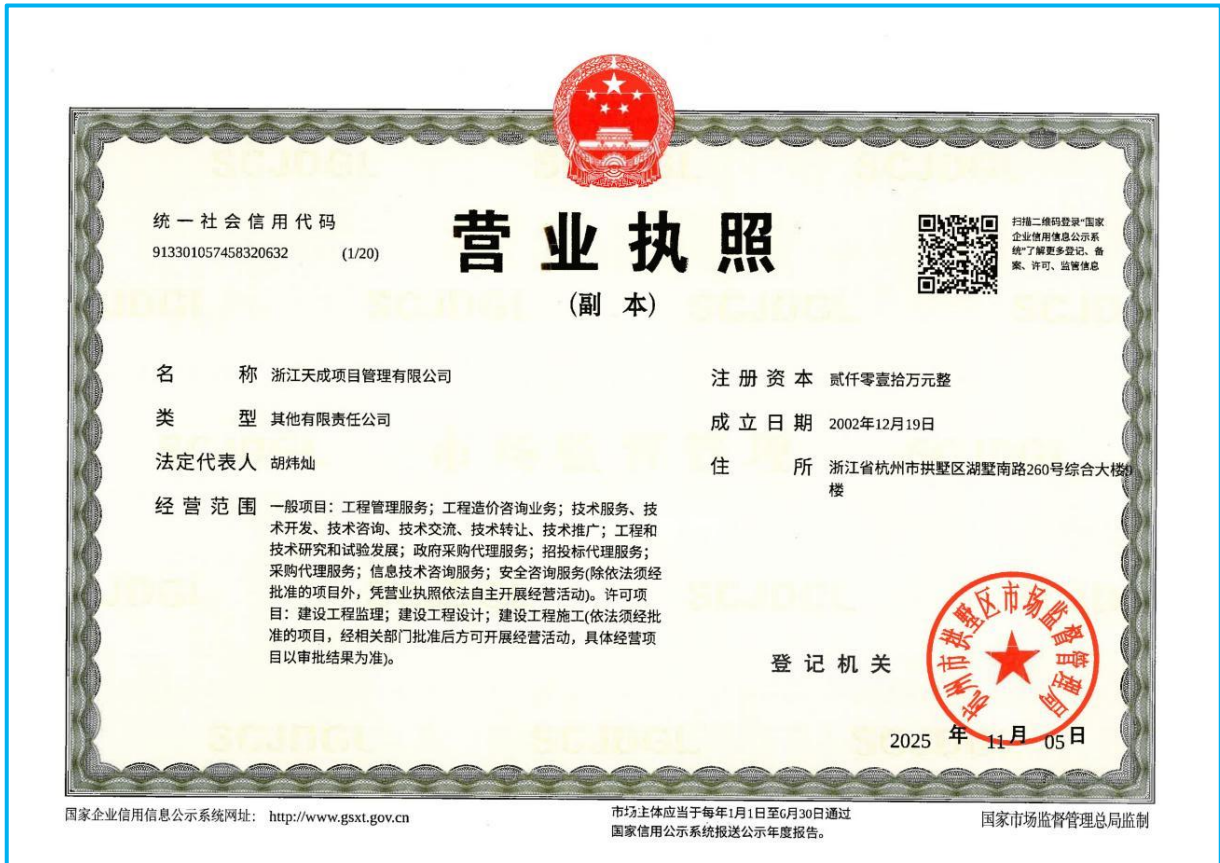 统一社会信用代码
913301057458320632 (1/20)
营业执照
(副 本)
扫描二维码登录“国家
企业信用信息公示系
统”了解更多登记、备
案、许可、监管信息
名 称 浙江天成项目管理有限公司
类 型 其他有限责任公司
法定代表人 胡炜灿
经营范围 一般项目：工程管理服务；工程造价咨询业务；技术服务、技
术开发、技术咨询、技术交流、技术转让、技术推广；工程和
技术研究和试验发展；政府采购代理服务；招投标代理服务；
采购代理服务；信息技术咨询服务；安全咨询服务(除依法须经
批准的项目外，凭营业执照依法自主开展经营活动)。许可项
目：建设工程监理；建设工程设计；建设工程施工(依法须经批
准的项目，经相关部门批准后方可开展经营活动，具体经营项
目以审批结果为准)。
注册资本 贰仟零壹拾万元整
成立日期 2002年12月19日
住 所 浙江省杭州市拱墅区湖墅南路260号综合大楼9
楼
登记机关
杭州市拱墅区市场监督管理局
2025 年 11 月 05 日
国家企业信用信息公示系统网址： http://www.gsxt.gov.cn
市场主体应当于每年1月1日至6月30日通过
国家信用公示系统报送公示年度报告。
国家市场监督管理总局监制
SCJDGL